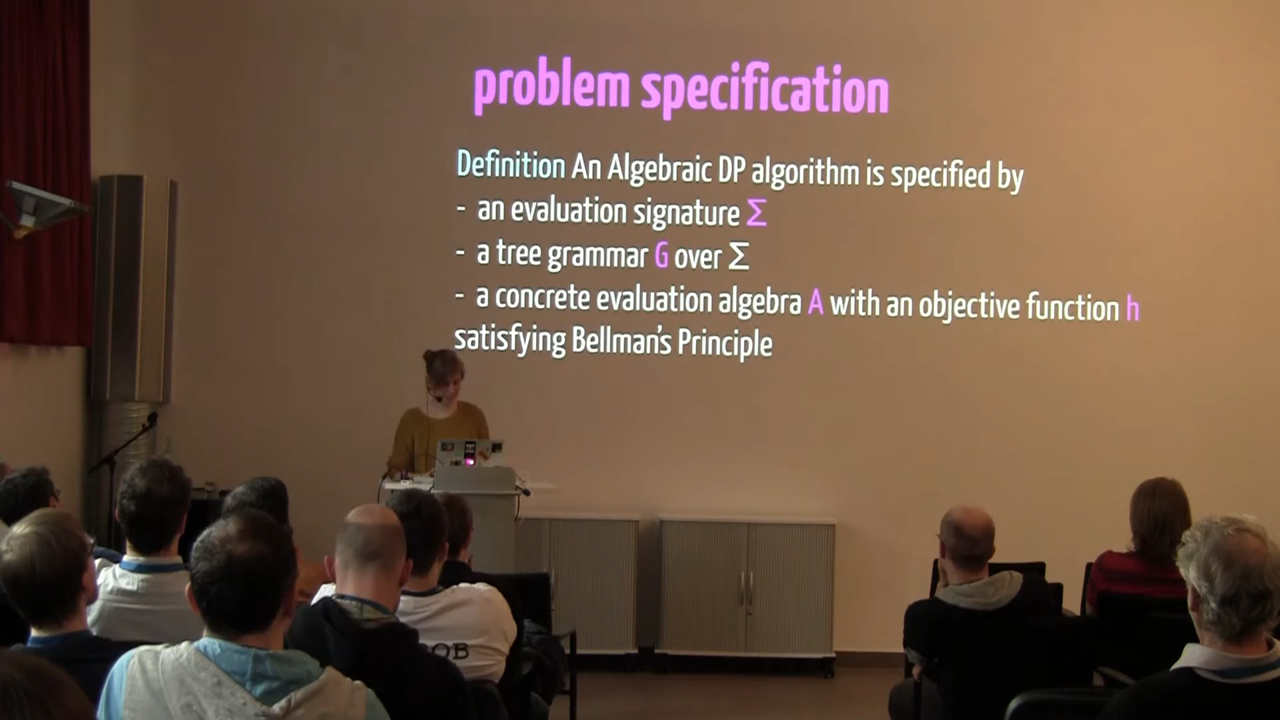 problem specification
Definition An Algebraic DP algorithm is specified by
- an evaluation signature Σ
- a tree grammar G over Σ
- a concrete evaluation algebra A with an objective function h
satisfying Bellman's Principle
OB